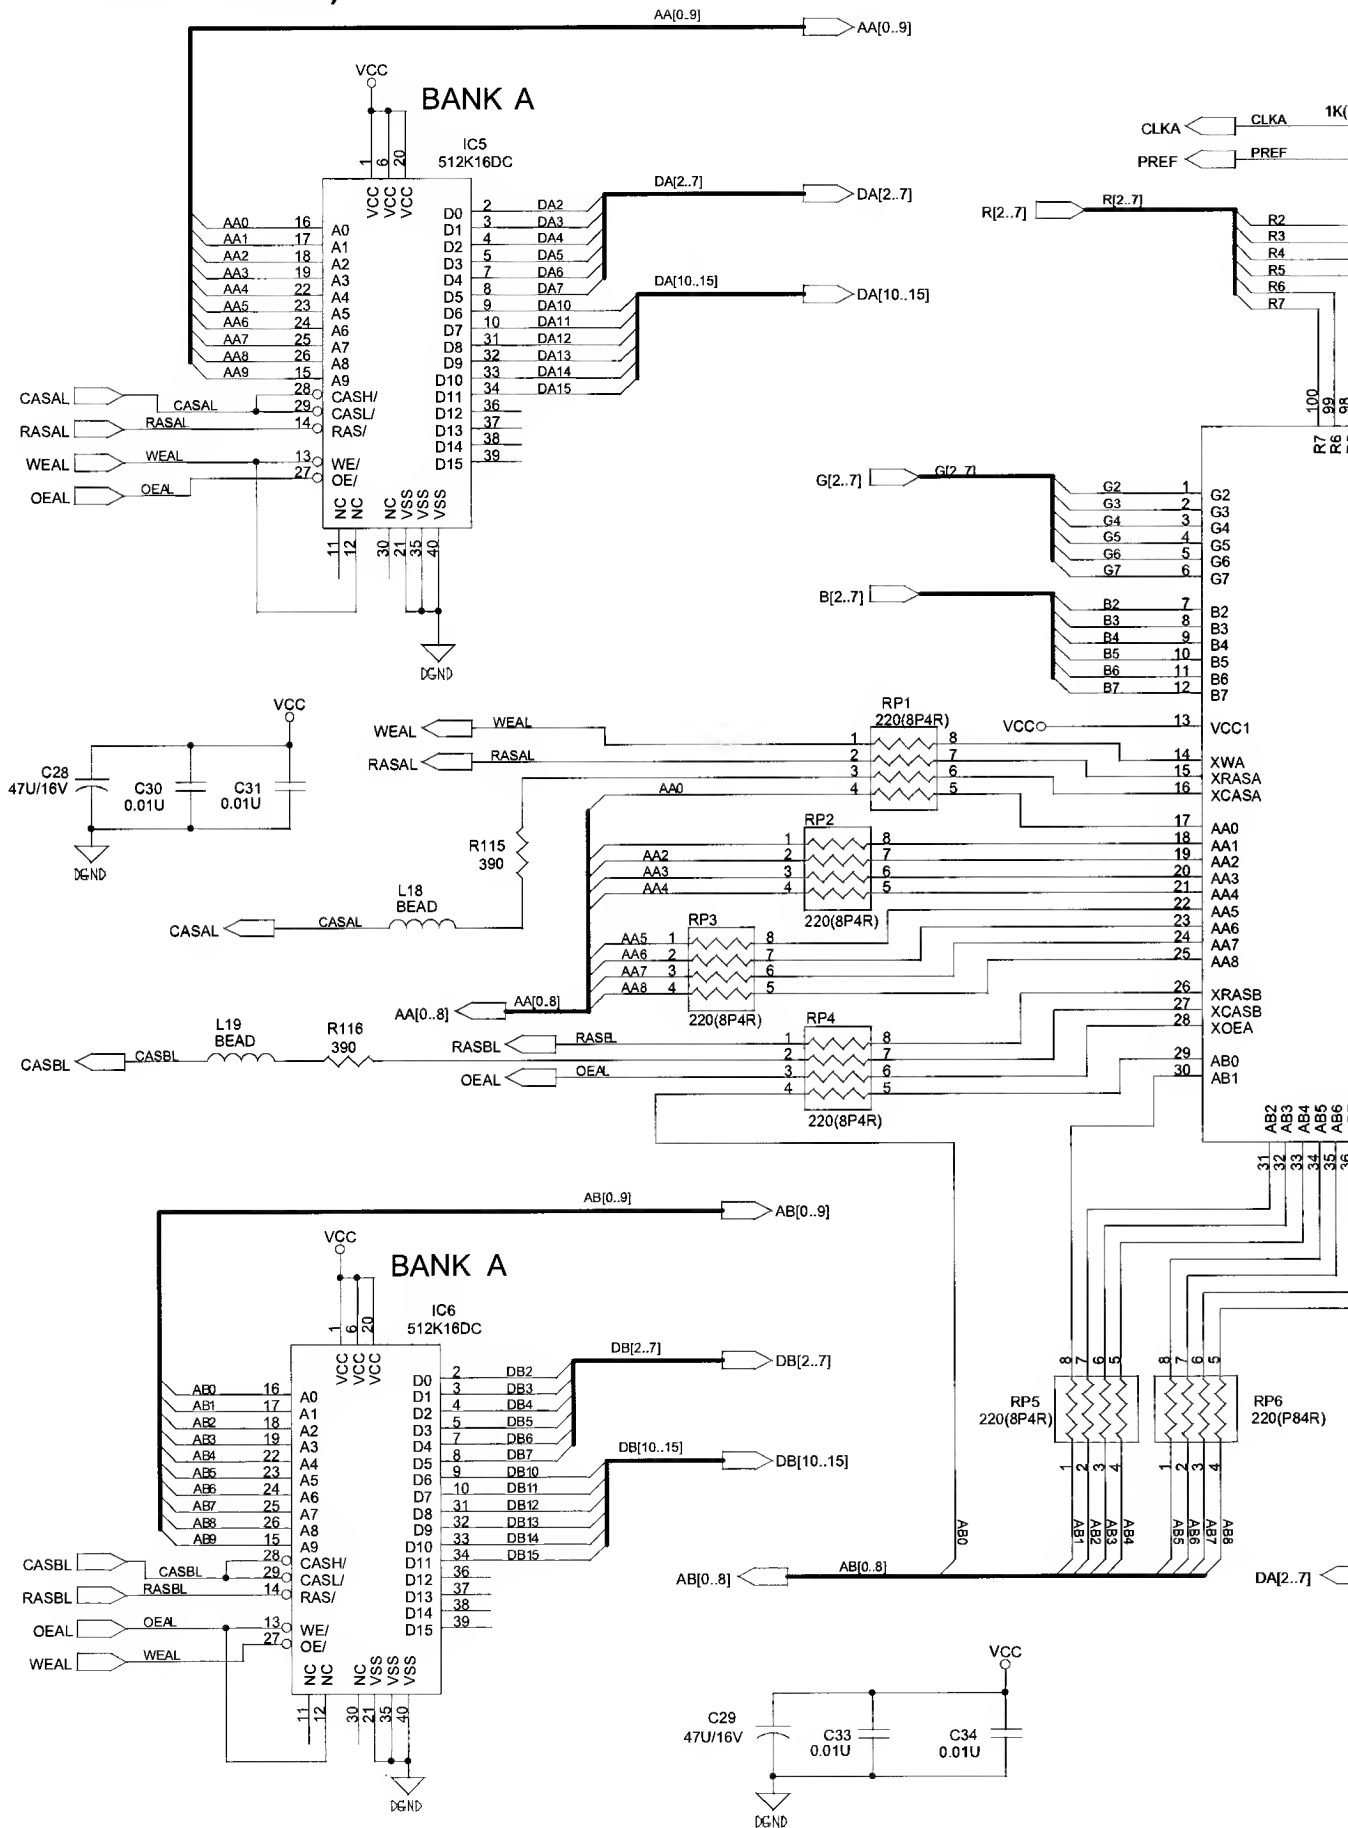 AA[0..9]
AA[0..9]
VCC
BANK A
IC5
512K16DC
1 6 20
VCC VCC VCC
CLKA CLKA 1K(
PREF PREF
DA[2..7] DA[2..7]
R[2..7] R[2..7]
R2
R3
R4
R5
R6
R7
100 99 98
R7 R6
AA0 16 A0 D0 2 DA2
AA1 17 A1 D1 3 DA3
AA2 18 A2 D2 4 DA4
AA3 19 A3 D3 5 DA5
AA4 22 A4 D4 7 DA6
AA5 23 A5 D5 8 DA7
AA6 24 A6 D6 9 DA10
AA7 25 A7 D7 10 DA11
AA8 26 A8 D8 31 DA12
AA9 15 A9 D9 32 DA13
D10 33 DA14
D11 34 DA15
D12 36
D13 37
D14 38
D15 39
DA[10..15] DA[10..15]
CASAL CASAL 28 CASH/
29 CASL/
RASAL RASAL 14 RAS/
WEAL WEAL 13 WE/
OEAL OEAL 27 OE/
NC NC NC VSS VSS VSS
11 12 30 21 35 40
DGND
G[2..7] G[2..7]
G2 1 G2
G3 2 G3
G4 3 G4
G5 4 G5
G6 5 G6
G7 6 G7
B[2..7]
B2 7 B2
B3 8 B3
B4 9 B4
B5 10 B5
B6 11 B6
B7 12 B7
VCC 13 VCC1
VCC
C28
47U/16V
C30
0.01U
C31
0.01U
DGND
RP1
220(8P4R)
WEAL WEAL 1 8 14 XWA
RASAL RASAL 2 7 15 XRASA
3 6 16 XCASA
AA0 4 5 17 AA0
R115
390
L18
BEAD
CASAL CASAL
RP2
1 8 18 AA1
AA2 2 7 19 AA2
AA3 3 6 20 AA3
AA4 4 5 21 AA4
220(8P4R)
RP3
AA5 1 8 22 AA5
AA6 2 7 23 AA6
AA7 3 6 24 AA7
AA8 4 5 25 AA8
220(8P4R)
AA[0..8] AA[0..8]
L19
BEAD
R116
390
CASBL CASBL
RP4
RASBL RASBL 1 8 26 XRASB
2 7 27 XCASB
OEAL OEAL 3 6 28 XOEA
4 5 29 AB0
30 AB1
220(8P4R)
AB2 AB3 AB4 AB5 AB6
31 32 33 34 35 36
AB[0..9]
AB[0..9]
VCC
BANK A
IC6
512K16DC
1 6 20
VCC VCC VCC
DB[2..7] DB[2..7]
AB0 16 A0 D0 2 DB2
AB1 17 A1 D1 3 DB3
AB2 18 A2 D2 4 DB4
AB3 19 A3 D3 5 DB5
AB4 22 A4 D4 7 DB6
AB5 23 A5 D5 8 DB7
AB6 24 A6 D6 9 DB10
AB7 25 A7 D7 10 DB11
AB8 26 A8 D8 31 DB12
AB9 15 A9 D9 32 DB13
D10 33 DB14
D11 34 DB15
D12 36
D13 37
D14 38
D15 39
DB[10..15] DB[10..15]
CASBL CASBL 28 CASH/
29 CASL/
RASBL RASBL 14 RAS/
OEAL OEAL 13 WE/
WEAL WEAL 27 OE/
NC NC NC VSS VSS VSS
11 12 30 21 35 40
DGND
8 7 6 5
RP5
220(8P4R)
1 2 3 4
8 7 6 5
RP6
220(P84R)
1 2 3 4
AB0 AB1 AB2 AB3 AB4 AB5 AB6 AB7 AB8
AB[0..8] AB[0..8]
DA[2..7]
VCC
C29
47U/16V
C33
0.01U
C34
0.01U
DGND